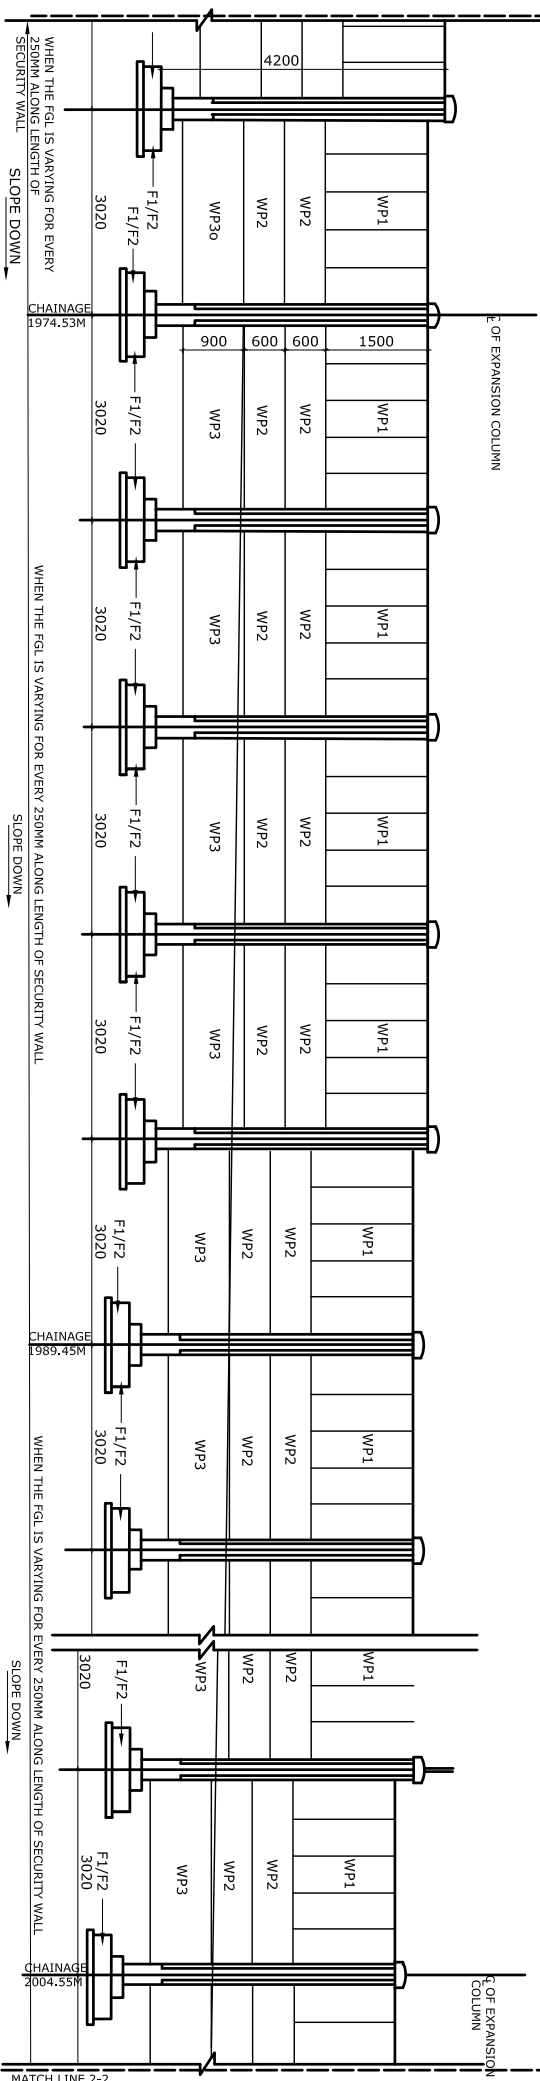 4200
WHEN THE FGL IS VARYING FOR EVERY
250MM ALONG LENGTH OF
SECURITY WALL
SLOPE DOWN
3020
F1/F2
F1/F2
WP3o
WP2
WP2
WP1
CHAINAGE
1974.53M
℄ OF EXPANSION COLUMN
900
600
600
1500
3020
F1/F2
WP3
WP2
WP2
WP1
WHEN THE FGL IS VARYING FOR EVERY 250MM ALONG LENGTH OF SECURITY WALL
SLOPE DOWN
3020
F1/F2
WP3
WP2
WP2
WP1
3020
F1/F2
WP3
WP2
WP2
WP1
3020
F1/F2
WP3
WP2
WP2
WP1
F1/F2
3020
WP3
WP2
WP2
WP1
CHAINAGE
1989.45M
F1/F2
3020
WP3
WP2
WP2
WP1
WHEN THE FGL IS VARYING FOR EVERY 250MM ALONG LENGTH OF SECURITY WALL
SLOPE DOWN
3020
F1/F2
WP3
WP2
WP2
WP1
F1/F2
3020
WP3
WP2
WP2
WP1
CHAINAGE
2004.55M
℄ OF EXPANSION
COLUMN
MATCH LINE 2-2